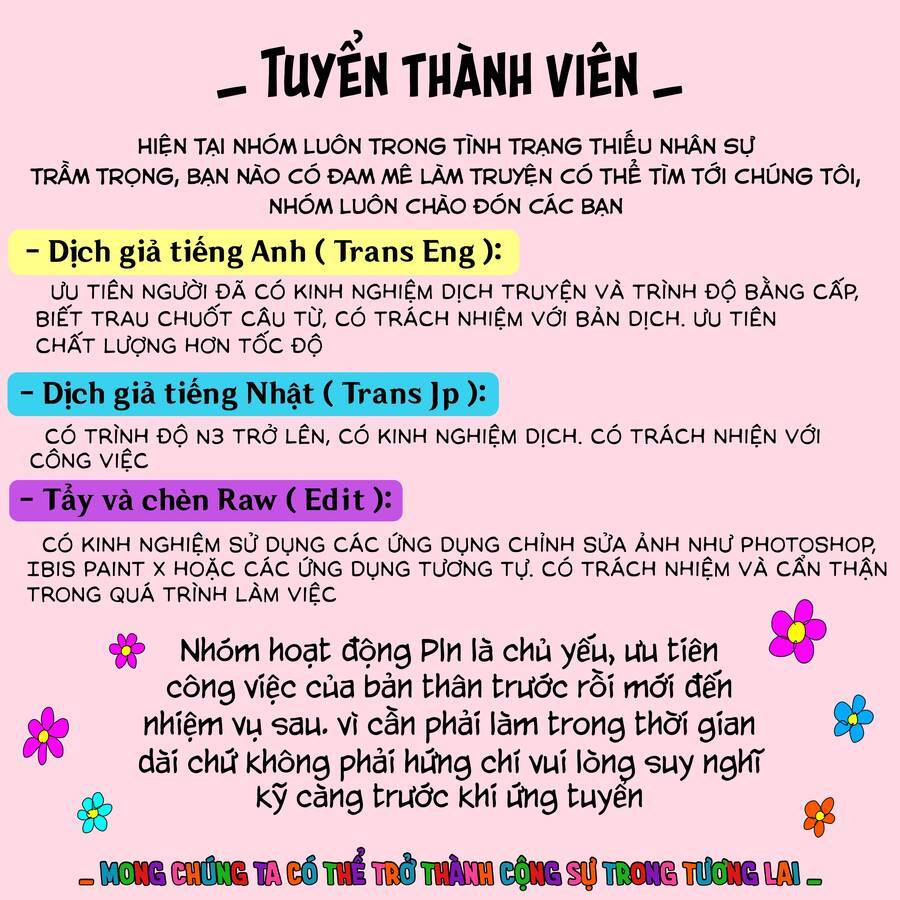 _ TUYỂN THÀNH VIÊN _
HIỆN TẠI NHÓM LUÔN TRONG TÌNH TRẠNG THIẾU NHÂN SỰ
TRẦM TRỌNG, BẠN NÀO CÓ ĐAM MÊ LÀM TRUYỆN CÓ THỂ TÌM TỚI CHÚNG TÔI,
NHÓM LUÔN CHÀO ĐÓN CÁC BẠN
- Dịch giả tiếng Anh ( Trans Eng ):
ƯU TIÊN NGƯỜI ĐÃ CÓ KINH NGHIỆM DỊCH TRUYỆN VÀ TRÌNH ĐỘ BẰNG CẤP,
BIẾT TRAU CHUỐT CÂU TỪ, CÓ TRÁCH NHIỆM VỚI BẢN DỊCH. ƯU TIÊN
CHẤT LƯỢNG HƠN TỐC ĐỘ
- Dịch giả tiếng Nhật ( Trans Jp ):
CÓ TRÌNH ĐỘ N3 TRỞ LÊN, CÓ KINH NGHIỆM DỊCH. CÓ TRÁCH NHIỆN VỚI
CÔNG VIỆC
- Tẩy và chèn Raw ( Edit ):
CÓ KINH NGHIỆM SỬ DỤNG CÁC ỨNG DỤNG CHỈNH SỬA ẢNH NHƯ PHOTOSHOP,
IBIS PAINT X HOẶC CÁC ỨNG DỤNG TƯƠNG TỰ. CÓ TRÁCH NHIỆM VÀ CẨN THẬN
TRONG QUÁ TRÌNH LÀM VIỆC
Nhóm hoạt động Pln là chủ yếu, ưu tiên
công việc của bản thân trước rồi mới đến
nhiệm vụ sau. vì cần phải làm trong thời gian
dài chứ không phải hứng chí vui lòng suy nghĩ
kỹ càng trước khi ứng tuyển
_ MONG CHÚNG TA CÓ THỂ TRỞ THÀNH CỘNG SỰ TRONG TƯƠNG LAI _